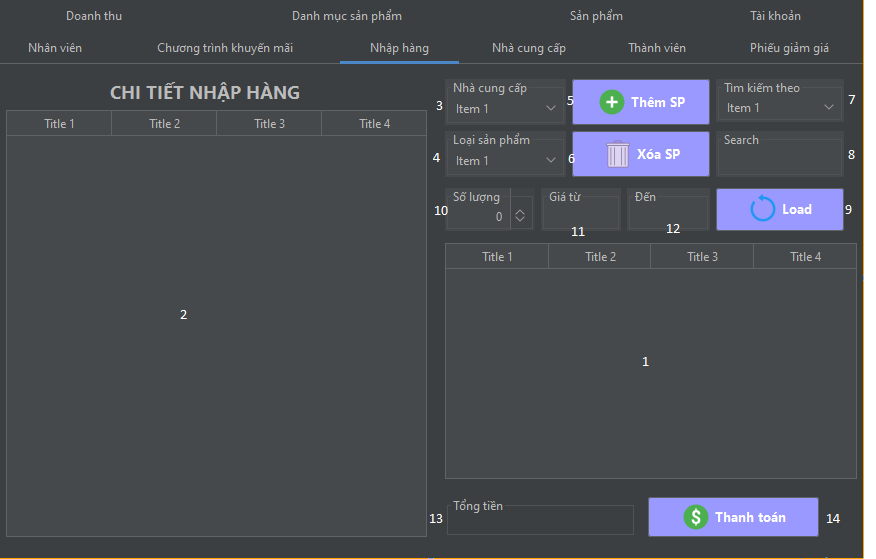 Doanh thu Danh mục sản phẩm Sản phẩm Tài khoản
Nhân viên Chương trình khuyến mãi Nhập hàng Nhà cung cấp Thành viên Phiếu giảm giá
CHI TIẾT NHẬP HÀNG
Title 1 Title 2 Title 3 Title 4
2
3 Nhà cung cấp
Item 1
5 Thêm SP
Tìm kiếm theo 7
Item 1
4 Loại sản phẩm
Item 1
6 Xóa SP
Search 8
10 Số lượng
0
Giá từ
11
Đến
12
Load 9
Title 1 Title 2 Title 3 Title 4
1
13 Tổng tiền
Thanh toán 14